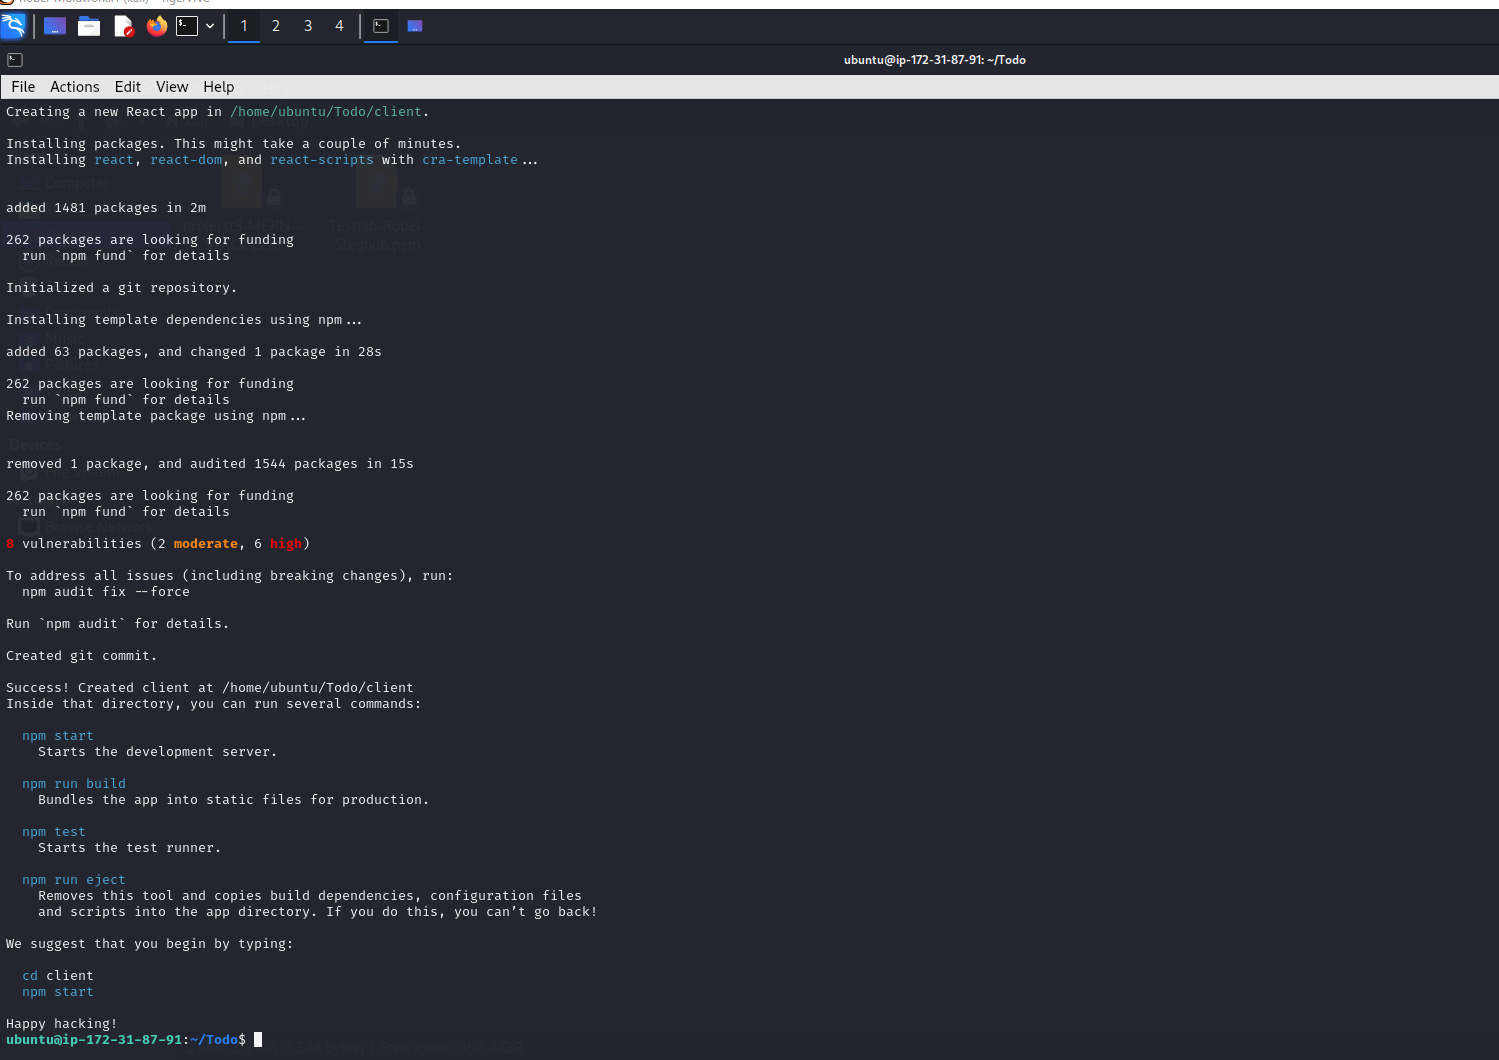 1 2 3 4
ubuntu@ip-172-31-87-91: ~/Todo
File Actions Edit View Help
Creating a new React app in /home/ubuntu/Todo/client.
Installing packages. This might take a couple of minutes.
Installing react, react-dom, and react-scripts with cra-template...
Computer
added 1481 packages in 2m
262 packages are looking for funding
run `npm fund` for details
Initialized a git repository.
Installing template dependencies using npm...
Music
added 63 packages, and changed 1 package in 28s
Pictures
262 packages are looking for funding
run `npm fund` for details
Removing template package using npm...
Devices
removed 1 package, and audited 1544 packages in 15s
262 packages are looking for funding
run `npm fund` for details
Browse Network
8 vulnerabilities (2 moderate, 6 high)
To address all issues (including breaking changes), run:
npm audit fix --force
Run `npm audit` for details.
Created git commit.
Success! Created client at /home/ubuntu/Todo/client
Inside that directory, you can run several commands:
npm start
Starts the development server.
npm run build
Bundles the app into static files for production.
npm test
Starts the test runner.
npm run eject
Removes this tool and copies build dependencies, configuration files
and scripts into the app directory. If you do this, you can’t go back!
We suggest that you begin by typing:
cd client
npm start
Happy hacking!
ubuntu@ip-172-31-87-91:~/Todo$